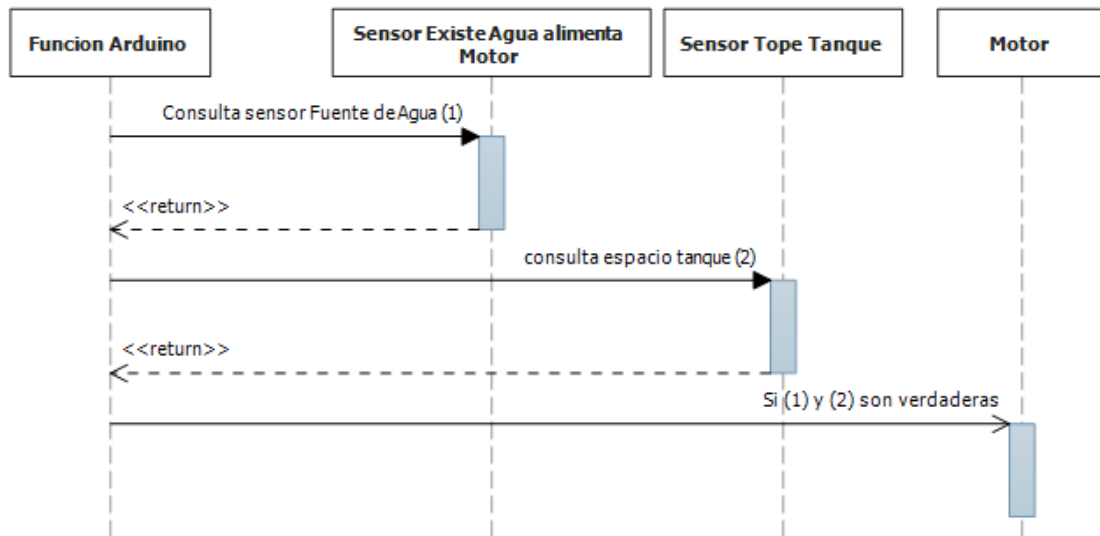 Funcion Arduino
Sensor Existe Agua alimenta
Motor
Sensor Tope Tanque
Motor
Consulta sensor Fuente de Agua (1)
<<return>>
consulta espacio tanque (2)
<<return>>
Si (1) y (2) son verdaderas